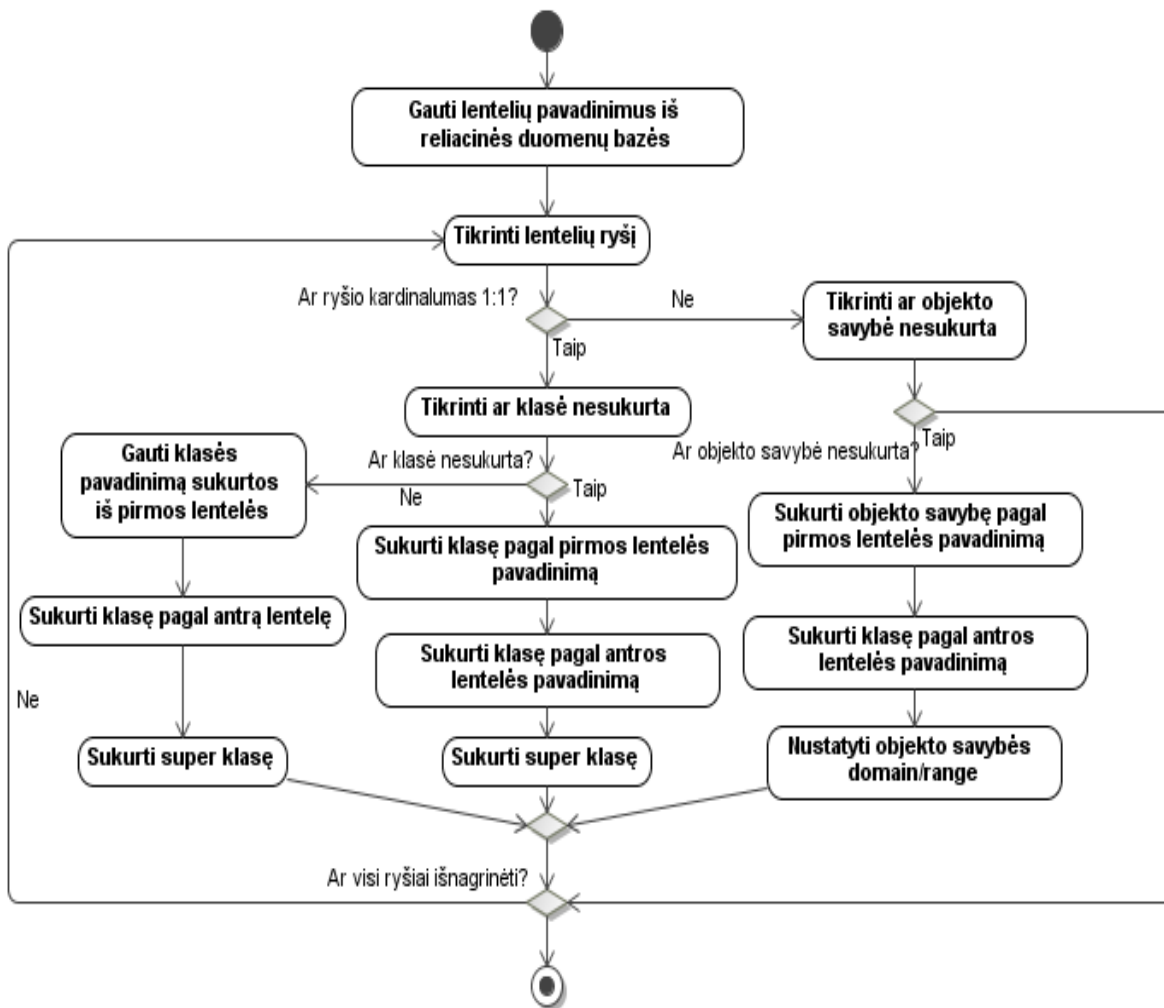 Gauti lentelių pavadinimus iš
reliacinės duomenų bazės
Tikrinti lentelių ryšį
Ar ryšio kardinalumas 1:1?
Ne
Taip
Tikrinti ar objekto
savybė nesukurta
Tikrinti ar klasė nesukurta
Taip
Ar objekto savybė nesukurta?
Gauti klasės
pavadinimą sukurtos
iš pirmos lentelės
Ar klasė nesukurta?
Ne
Taip
Sukurti klasę pagal pirmos lentelės
pavadinimą
Sukurti objekto savybę pagal
pirmos lentelės pavadinimą
Sukurti klasę pagal antrą lentelę
Sukurti klasę pagal antros
lentelės pavadinimą
Sukurti klasę pagal antros
lentelės pavadinimą
Ne
Sukurti super klasę
Sukurti super klasę
Nustatyti objekto savybės
domain/range
Ar visi ryšiai išnagrinėti?